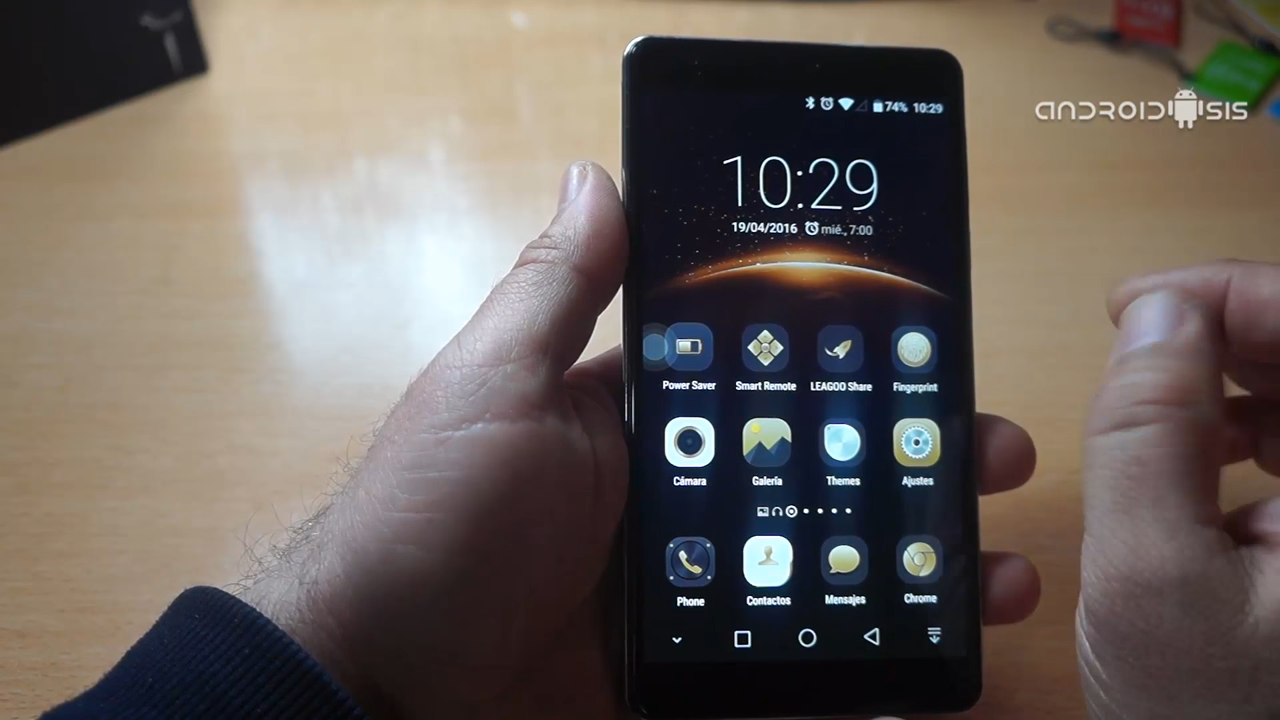 74% 10:29
ANDROIDSIS
10:29
19/04/2016 mié., 7:00
Power Saver Smart Remote LEAGOO Share Fingerprint
Cámara Galería Themes Ajustes
Phone Contactos Mensajes Chrome